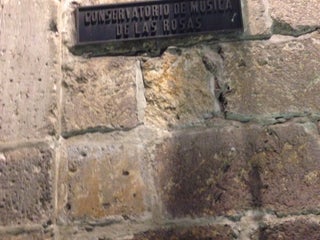 CONSERVATORIO DE MUSICA
DE LAS ROSAS